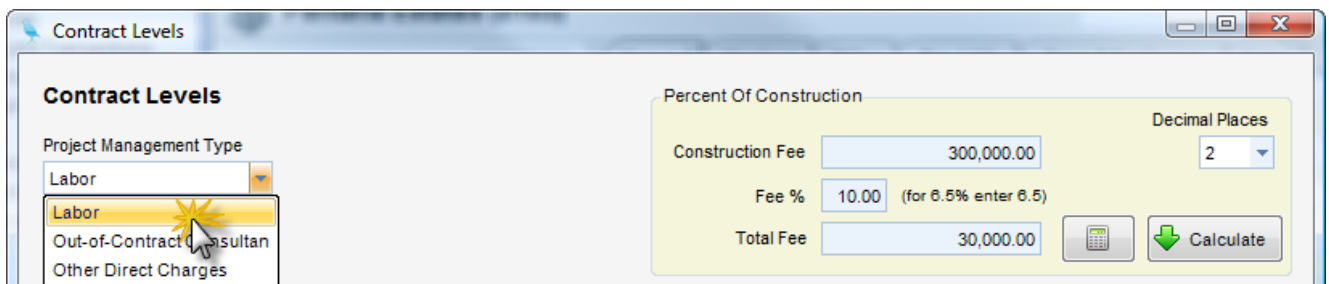 Contract Levels
Contract Levels
Project Management Type
Labor
Labor
Out-of-Contract Consultan
Other Direct Charges
Percent Of Construction
Decimal Places
2
Construction Fee 300,000.00
Fee % 10.00 (for 6.5% enter 6.5)
Total Fee 30,000.00
Calculate